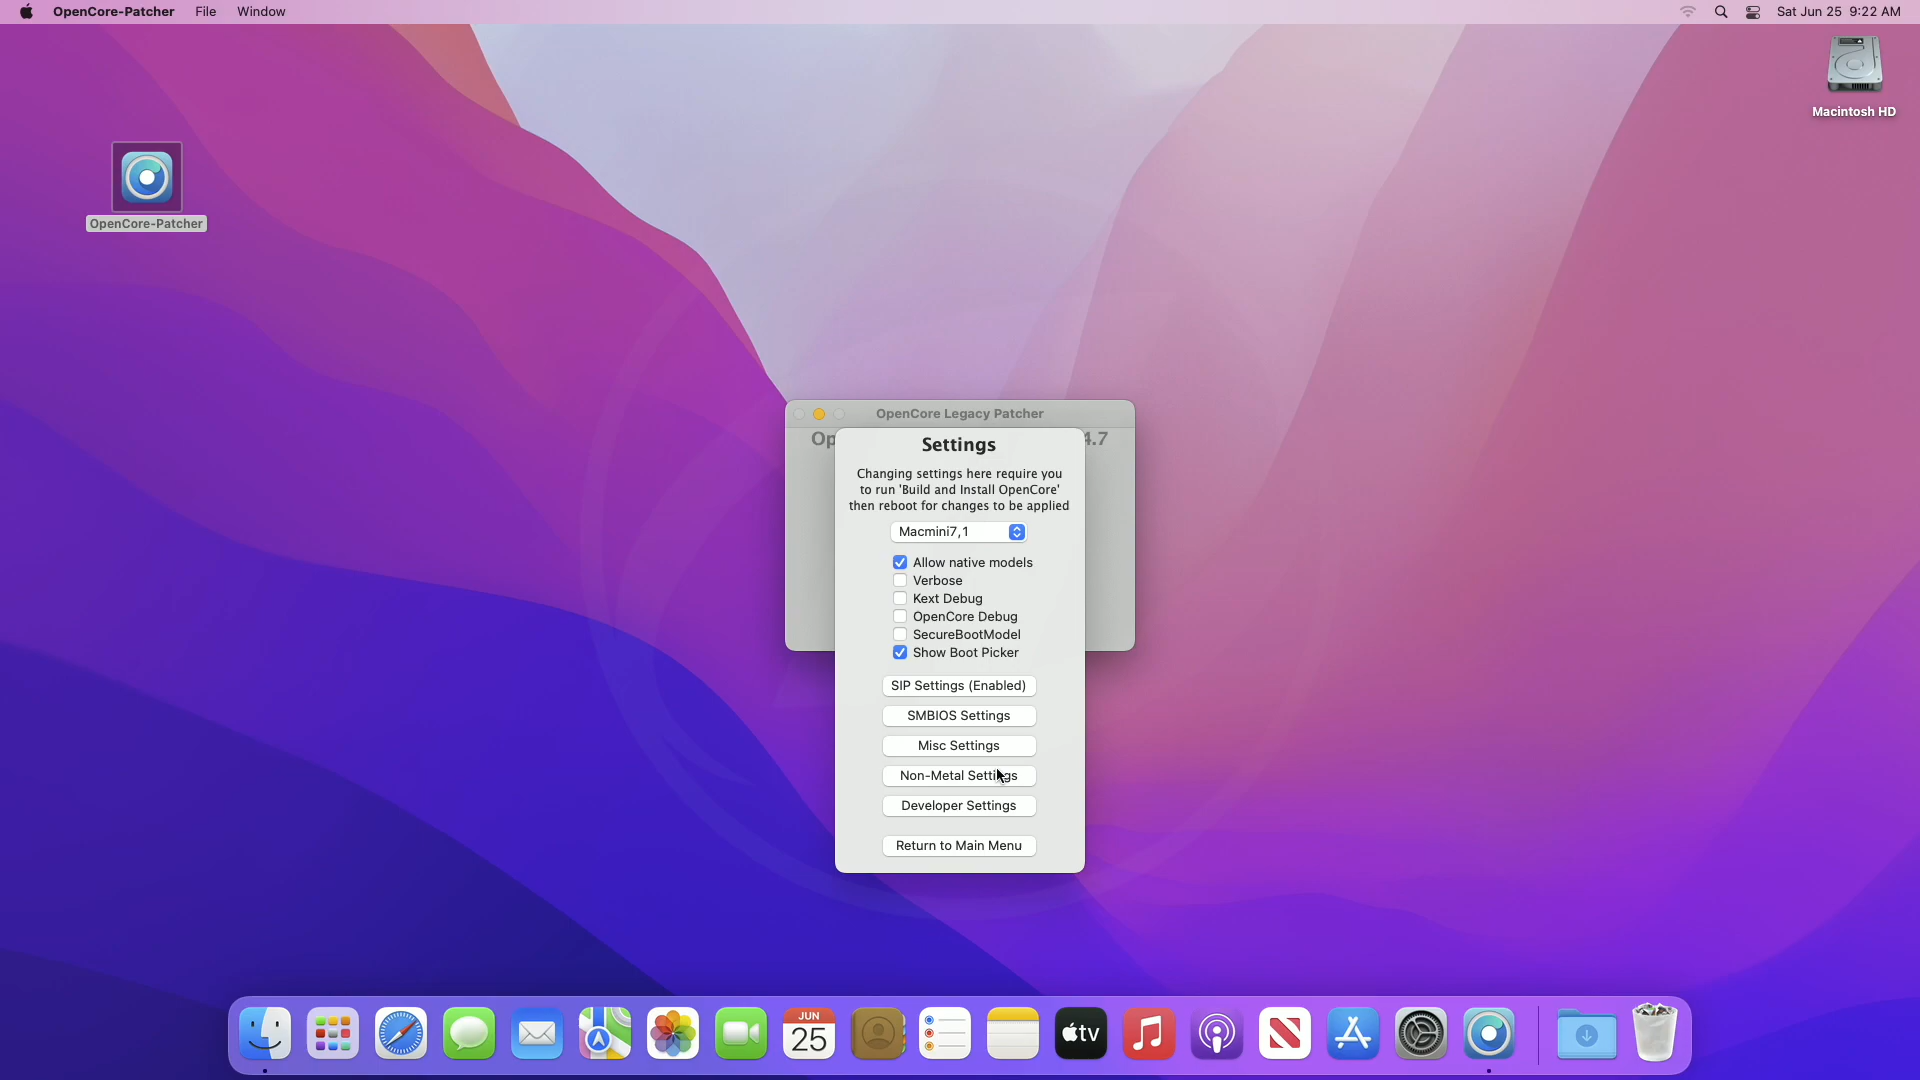 OpenCore-Patcher File Window
Sat Jun 25 9:22 AM
Macintosh HD
OpenCore-Patcher
OpenCore Legacy Patcher
Op
4.7
Settings
Changing settings here require you
to run 'Build and Install OpenCore'
then reboot for changes to be applied
Macmini7,1
Allow native models
Verbose
Kext Debug
OpenCore Debug
SecureBootModel
Show Boot Picker
SIP Settings (Enabled)
SMBIOS Settings
Misc Settings
Non-Metal Settings
Developer Settings
Return to Main Menu
JUN
25
tv